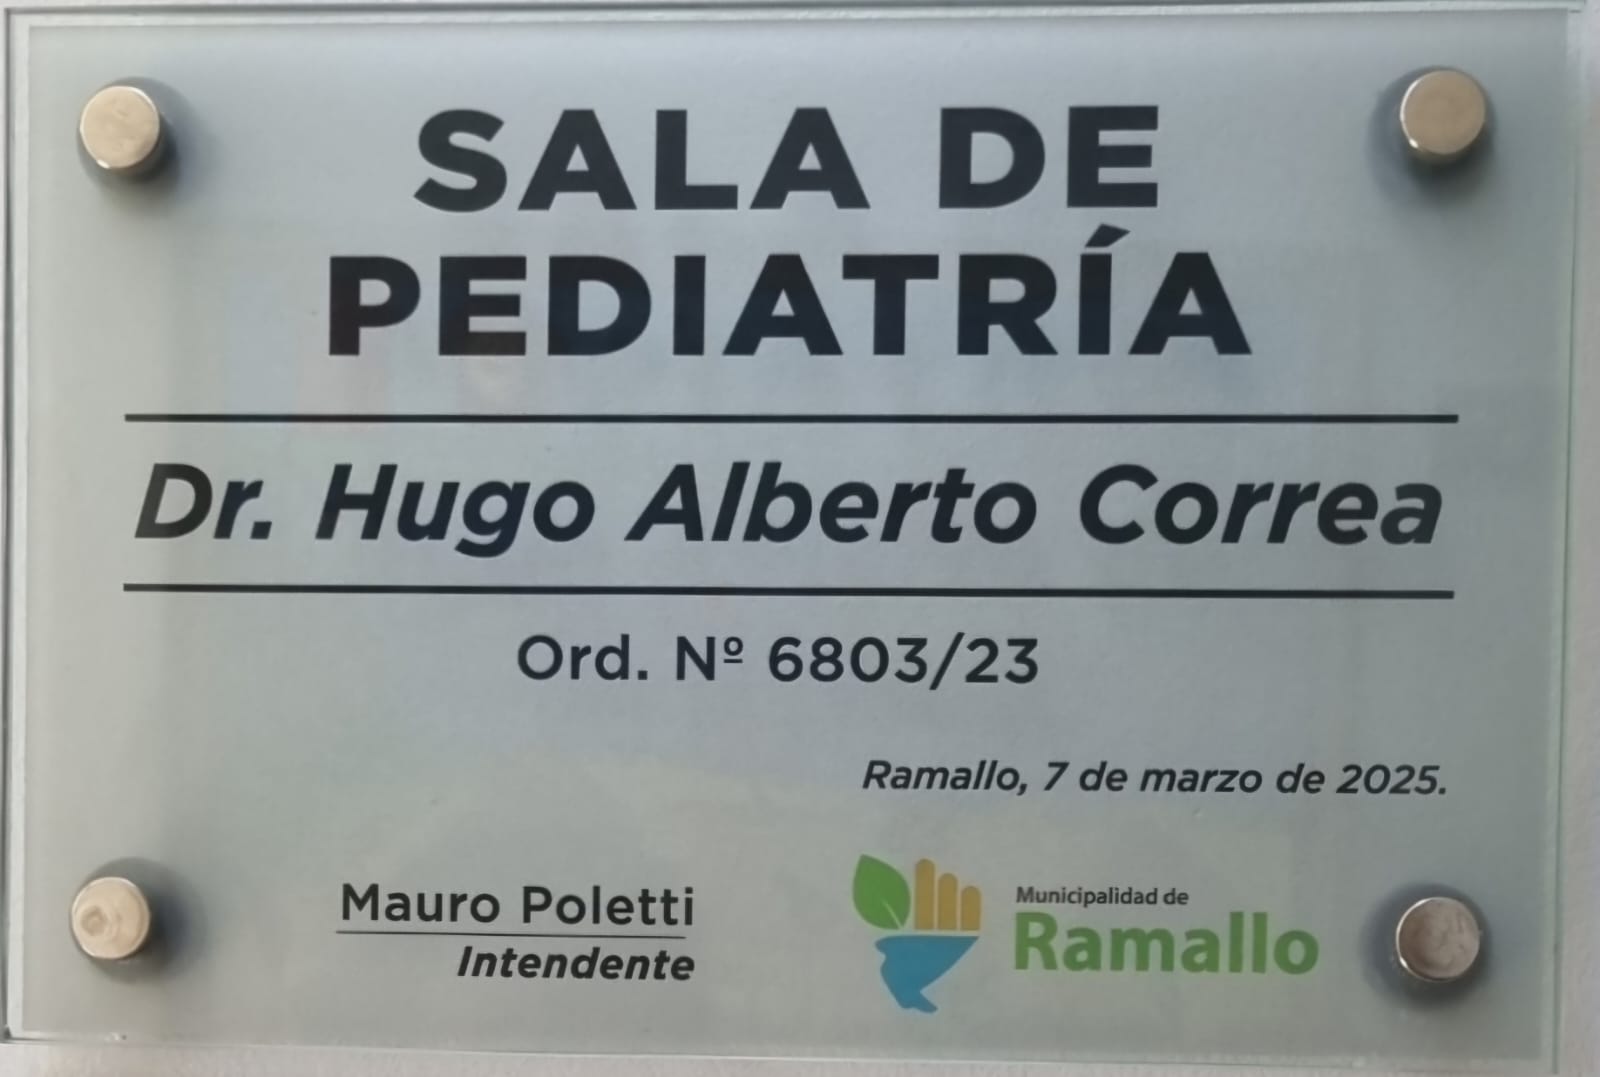 SALA DE
PEDIATRÍA
Dr. Hugo Alberto Correa
Ord. Nº 6803/23
Ramallo, 7 de marzo de 2025.
Mauro Poletti
Intendente
Municipalidad de
Ramallo